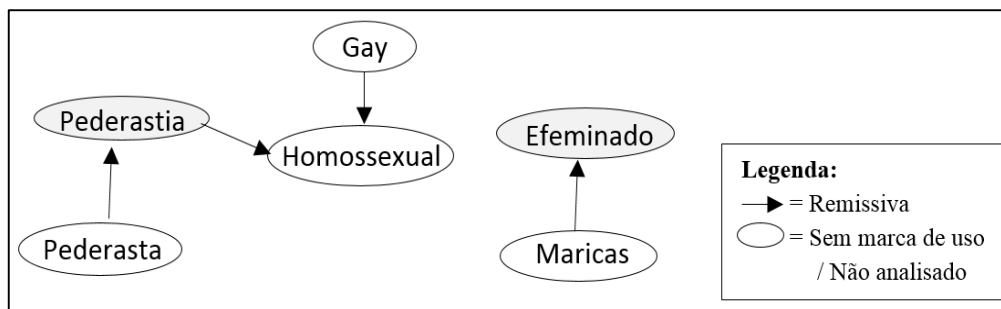 Gay
Pederastia
Efeminado
Homossexual
Pederasta
Maricas
Legenda:
= Remissiva
= Sem marca de uso
/ Não analisado